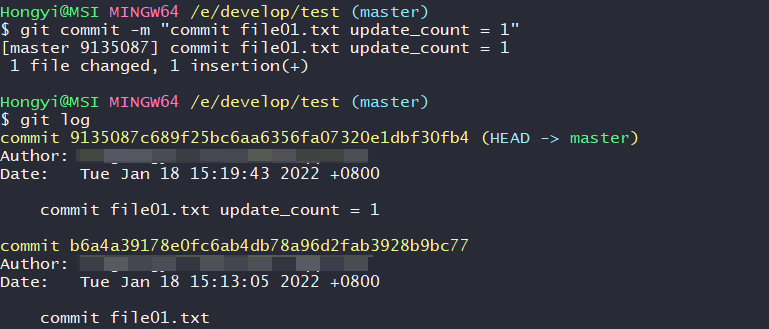 Hongyi@MSI MINGW64 /e/develop/test (master)
$ git commit -m "commit file01.txt update_count = 1"
[master 9135087] commit file01.txt update_count = 1
 1 file changed, 1 insertion(+)
Hongyi@MSI MINGW64 /e/develop/test (master)
$ git log
commit 9135087c689f25bc6aa6356fa07320e1dbf30fb4 (HEAD -> master)
Author:
Date:   Tue Jan 18 15:19:43 2022 +0800
    commit file01.txt update_count = 1
commit b6a4a39178e0fc6ab4db78a96d2fab3928b9bc77
Author:
Date:   Tue Jan 18 15:13:05 2022 +0800
    commit file01.txt